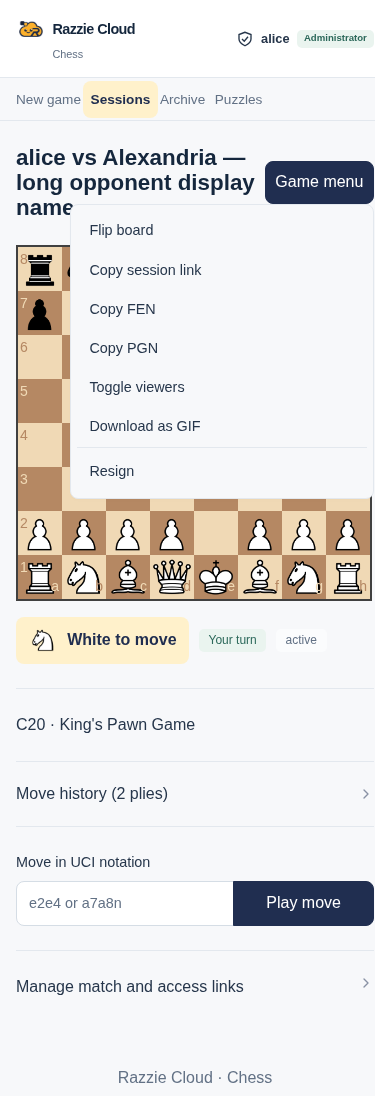 Razzie Cloud
Chess
alice Administrator
New game Sessions Archive Puzzles
alice vs Alexandria —
long opponent display
name
Game menu
Flip board
Copy session link
Copy FEN
Copy PGN
Toggle viewers
Download as GIF
Resign
8
7
6
5
4
3
2
1
a b c d e f g h
White to move Your turn active
C20 · King's Pawn Game
Move history (2 plies)
Move in UCI notation
e2e4 or a7a8n Play move
Manage match and access links
Razzie Cloud · Chess